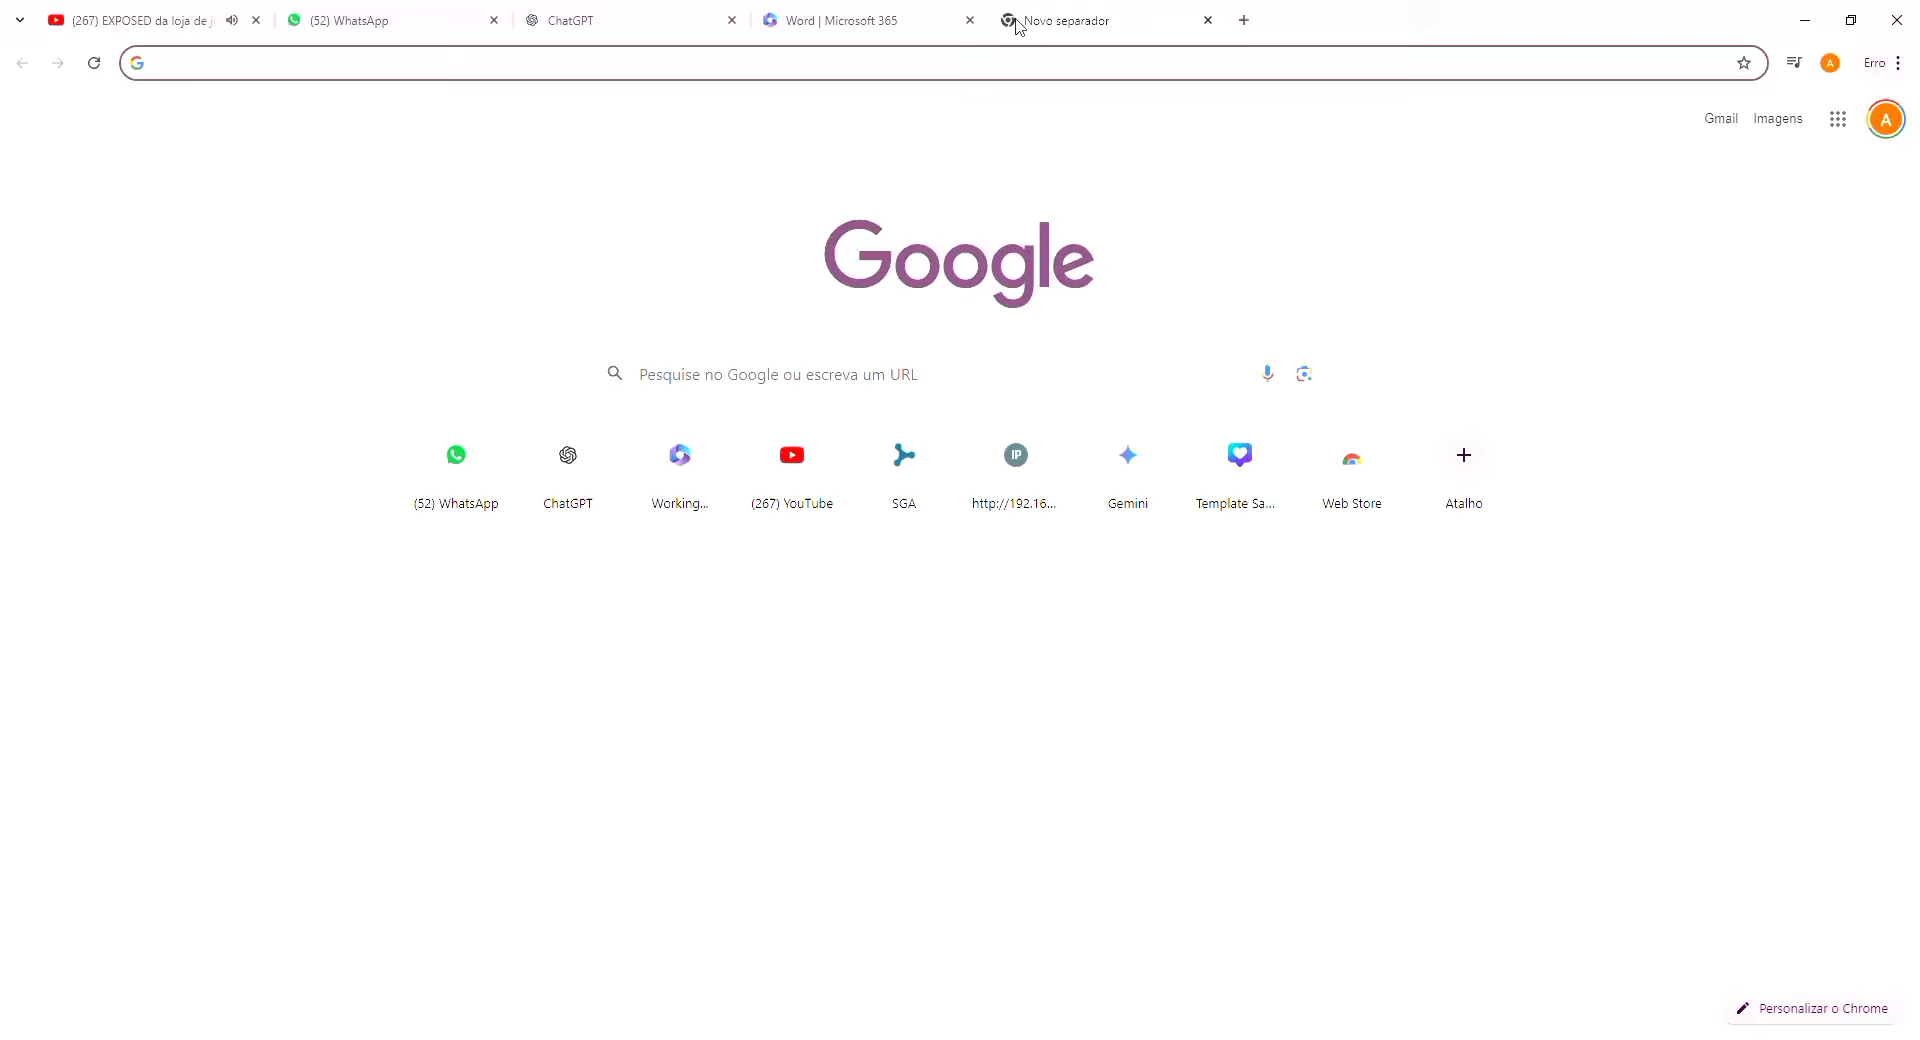 (267) EXPOSED da loja de j
(52) WhatsApp
ChatGPT
Word | Microsoft 365
Novo separador
A
Erro
Gmail
Imagens
A
Google
Pesquise no Google ou escreva um URL
IP
(52) WhatsApp
ChatGPT
Working...
(267) YouTube
SGA
http://192.16...
Gemini
Template Sa...
Web Store
Atalho
Personalizar o Chrome